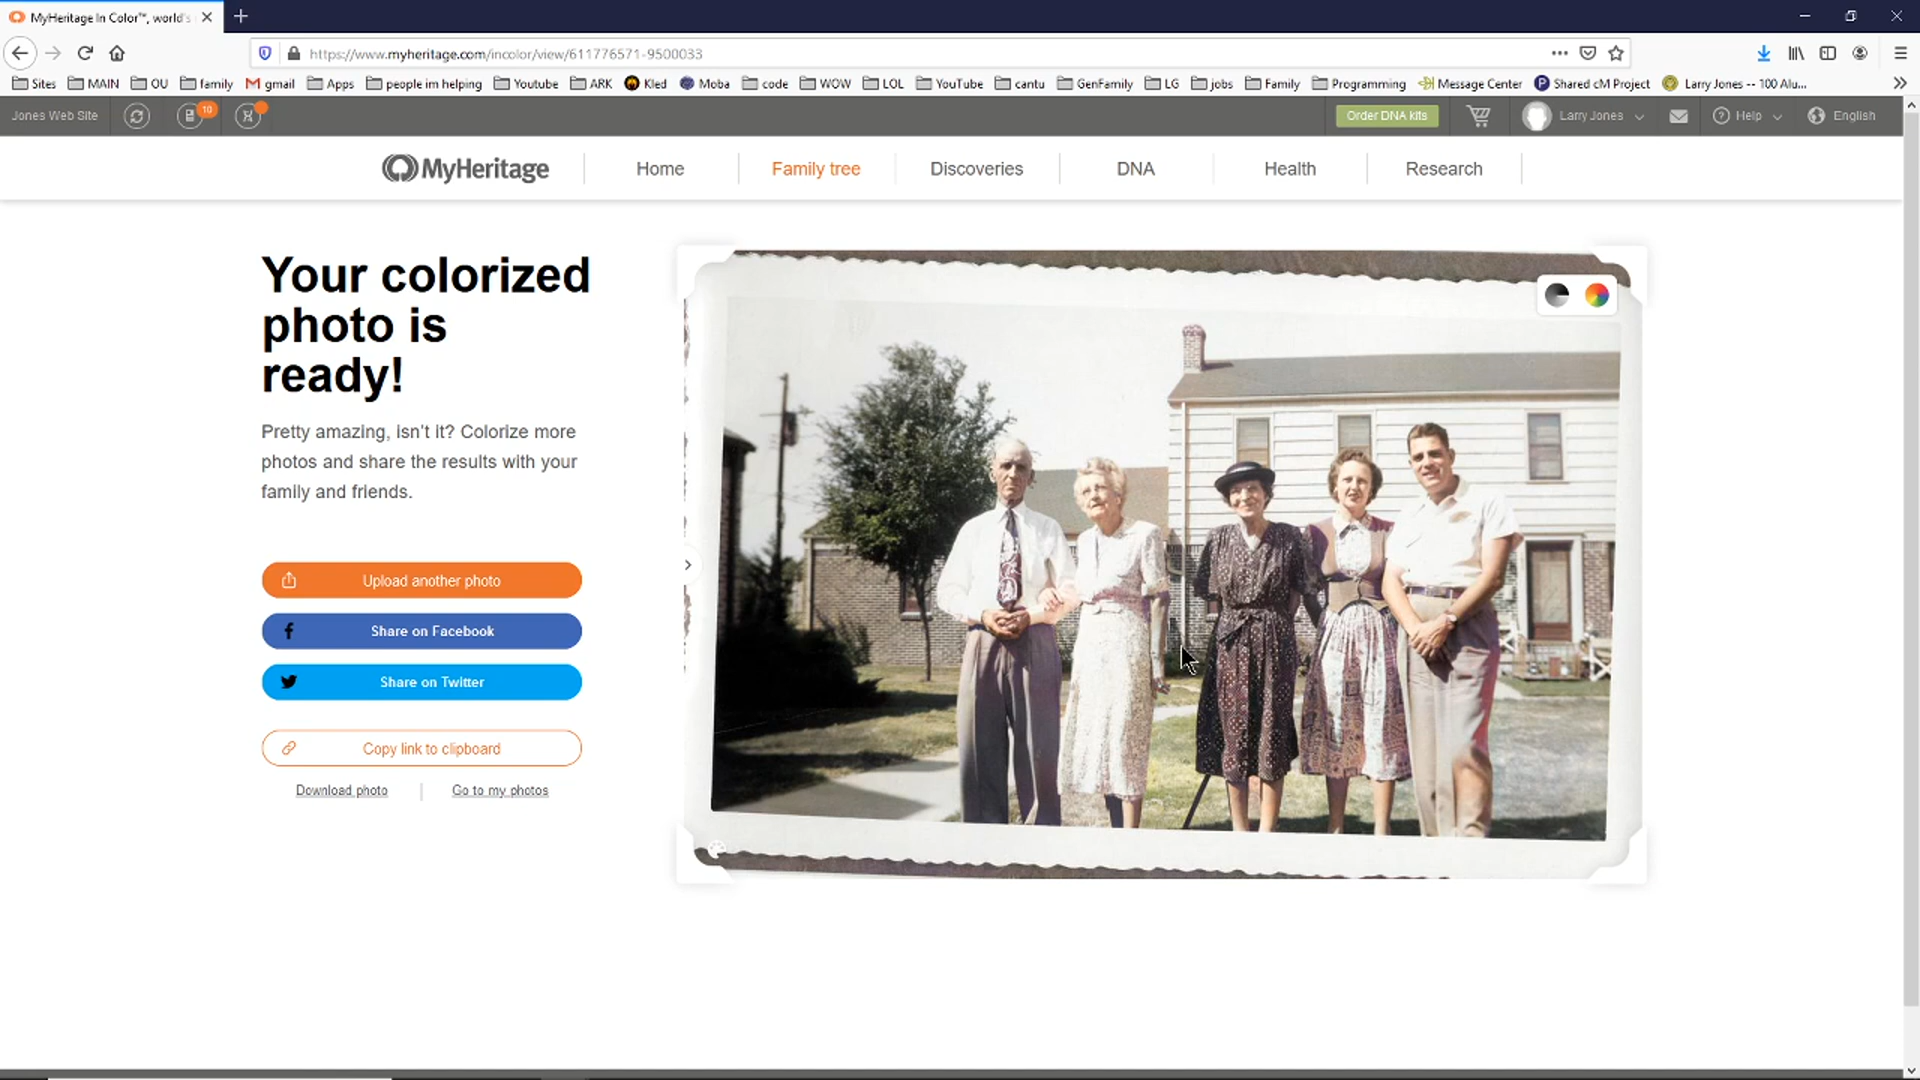 MyHeritage In Color™, world's
https://www.myheritage.com/incolor/view/611776571-9500033
Sites MAIN OU family gmail Apps people im helping Youtube ARK Kled Moba code WOW LOL YouTube cantu GenFamily LG jobs Family Programming Message Center Shared cM Project Larry Jones -- 100 Alu...
Jones Web Site 10 Order DNA kits Larry Jones Help English
MyHeritage Home Family tree Discoveries DNA Health Research
Your colorized
photo is
ready!
Pretty amazing, isn't it? Colorize more
photos and share the results with your
family and friends.
Upload another photo
Share on Facebook
Share on Twitter
Copy link to clipboard
Download photo | Go to my photos